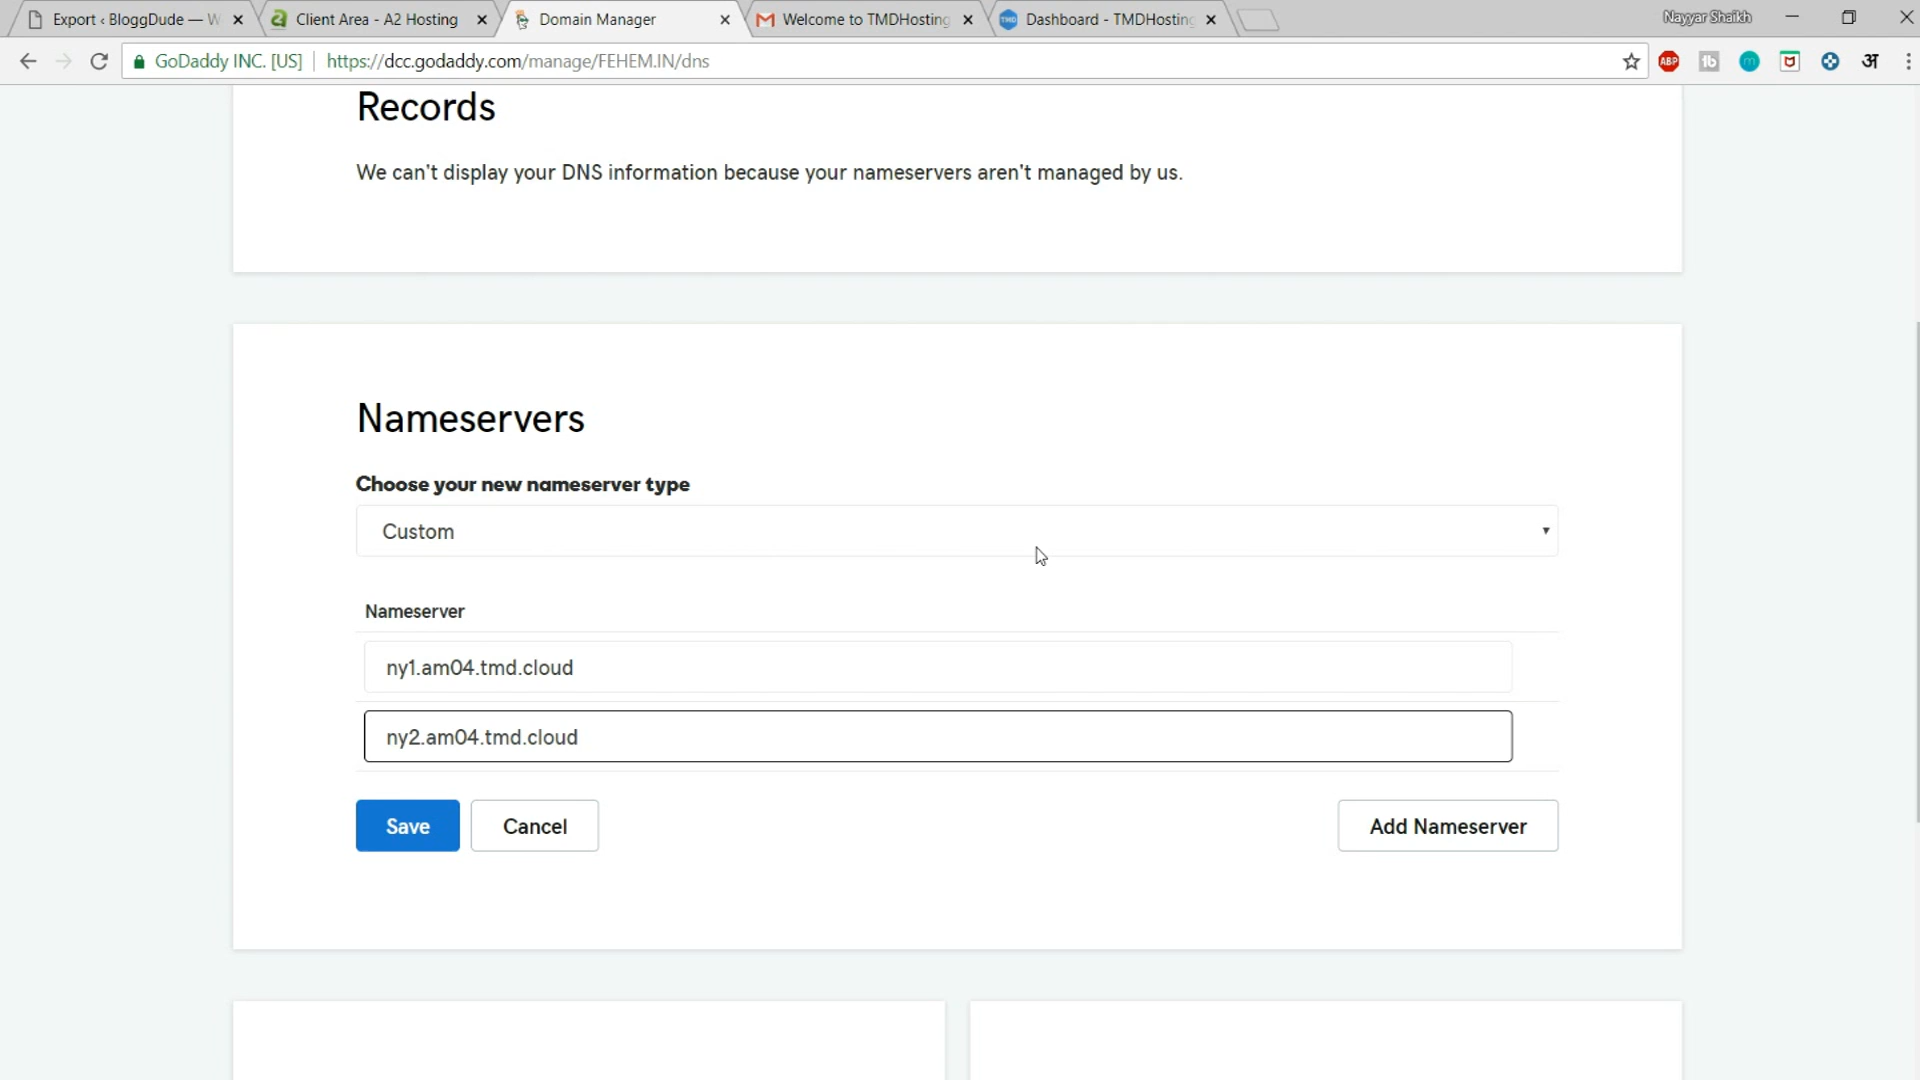 Export ‹ BloggDude — W
Client Area - A2 Hosting
Domain Manager
Welcome to TMDHosting
Dashboard - TMDHosting
Nayyar Shaikh
GoDaddy INC. [US]
https://dcc.godaddy.com/manage/FEHEM.IN/dns
ABP
अ
Records
We can't display your DNS information because your nameservers aren't managed by us.
Nameservers
Choose your new nameserver type
Custom
Nameserver
ny1.am04.tmd.cloud
ny2.am04.tmd.cloud
Save
Cancel
Add Nameserver